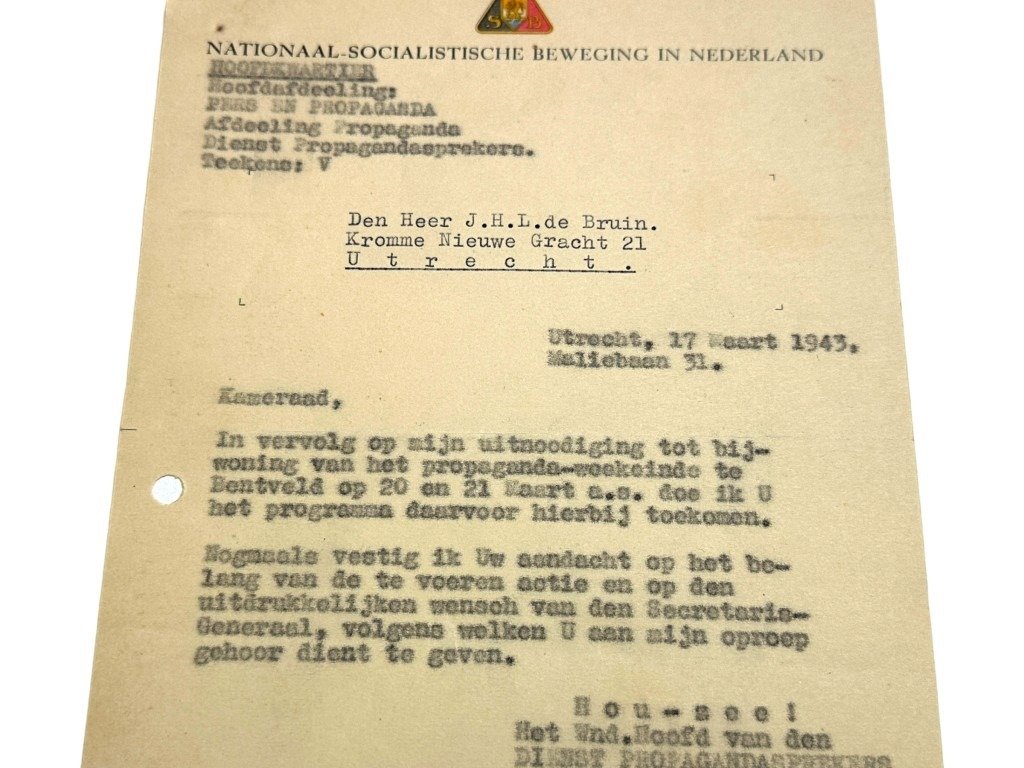 S B
NATIONAAL-SOCIALISTISCHE BEWEGING IN NEDERLAND
HOOFDKWARTIER
Hoofdafdeeling:
PERS EN PROPAGANDA
Afdeeling Propaganda
Dienst Propagandasprekers.
Teekens: V
Den Heer J.H.L.de Bruin.
Kromme Nieuwe Gracht 21
U t r e c h t .
Utrecht, 17 Maart 1943.
Maliebaan 31.
Kameraad,
In vervolg op mijn uitnoodiging tot bij-
woning van het propaganda-weekeinde te
Bentveld op 20 en 21 Maart a.s. doe ik U
het programma daarvoor hierbij toekomen.
Nogmaals vestig ik Uw aandacht op het be-
lang van de te voeren actie en op den
uitdrukkelijken wensch van den Secretaris-
Generaal, volgens welken U aan mijn oproep
gehoor dient te geven.
H o u - z e e !
Het Wnd.Hoofd van den
DIENST PROPAGANDASPREKERS